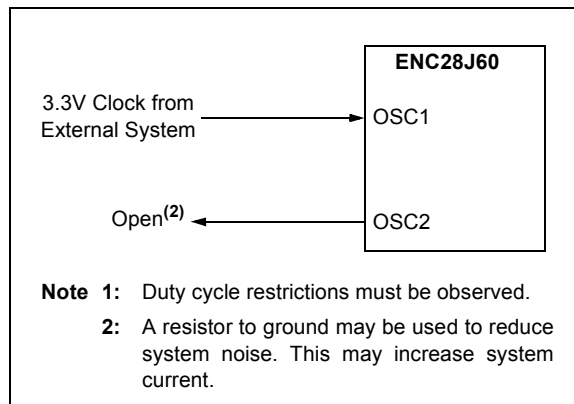 ENC28J60
3.3V Clock from
External System
OSC1
Open(2)
OSC2
Note 1: Duty cycle restrictions must be observed.
2: A resistor to ground may be used to reduce
system noise. This may increase system
current.